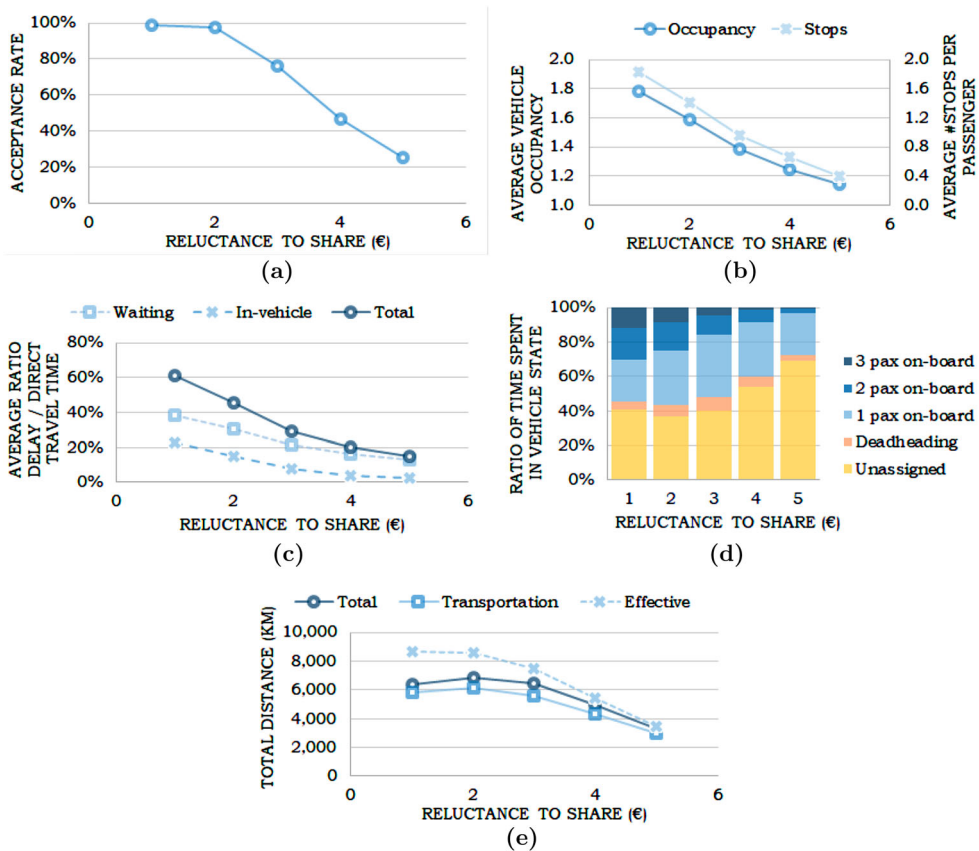 100%
80%
60%
40%
20%
0%
ACCEPTANCE RATE
0
2
4
6
RELUCTANCE TO SHARE (€)
(a)
Occupancy
Stops
2.0
1.8
1.6
1.4
1.2
1.0
AVERAGE VEHICLE
OCCUPANCY
2.0
1.6
1.2
0.8
0.4
0.0
AVERAGE #STOPS PER
PASSENGER
0
2
4
6
RELUCTANCE TO SHARE (€)
(b)
Waiting
In-vehicle
Total
80%
60%
40%
20%
0%
AVERAGE RATIO
DELAY / DIRECT
TRAVEL TIME
0
2
4
6
RELUCTANCE TO SHARE (€)
(c)
100%
80%
60%
40%
20%
0%
RATIO OF TIME SPENT
IN VEHICLE STATE
1
2
3
4
5
RELUCTANCE TO SHARE (€)
3 pax on-board
2 pax on-board
1 pax on-board
Deadheading
Unassigned
(d)
Total
Transportation
Effective
10,000
8,000
6,000
4,000
2,000
0
TOTAL DISTANCE (KM)
0
2
4
6
RELUCTANCE TO SHARE (€)
(e)